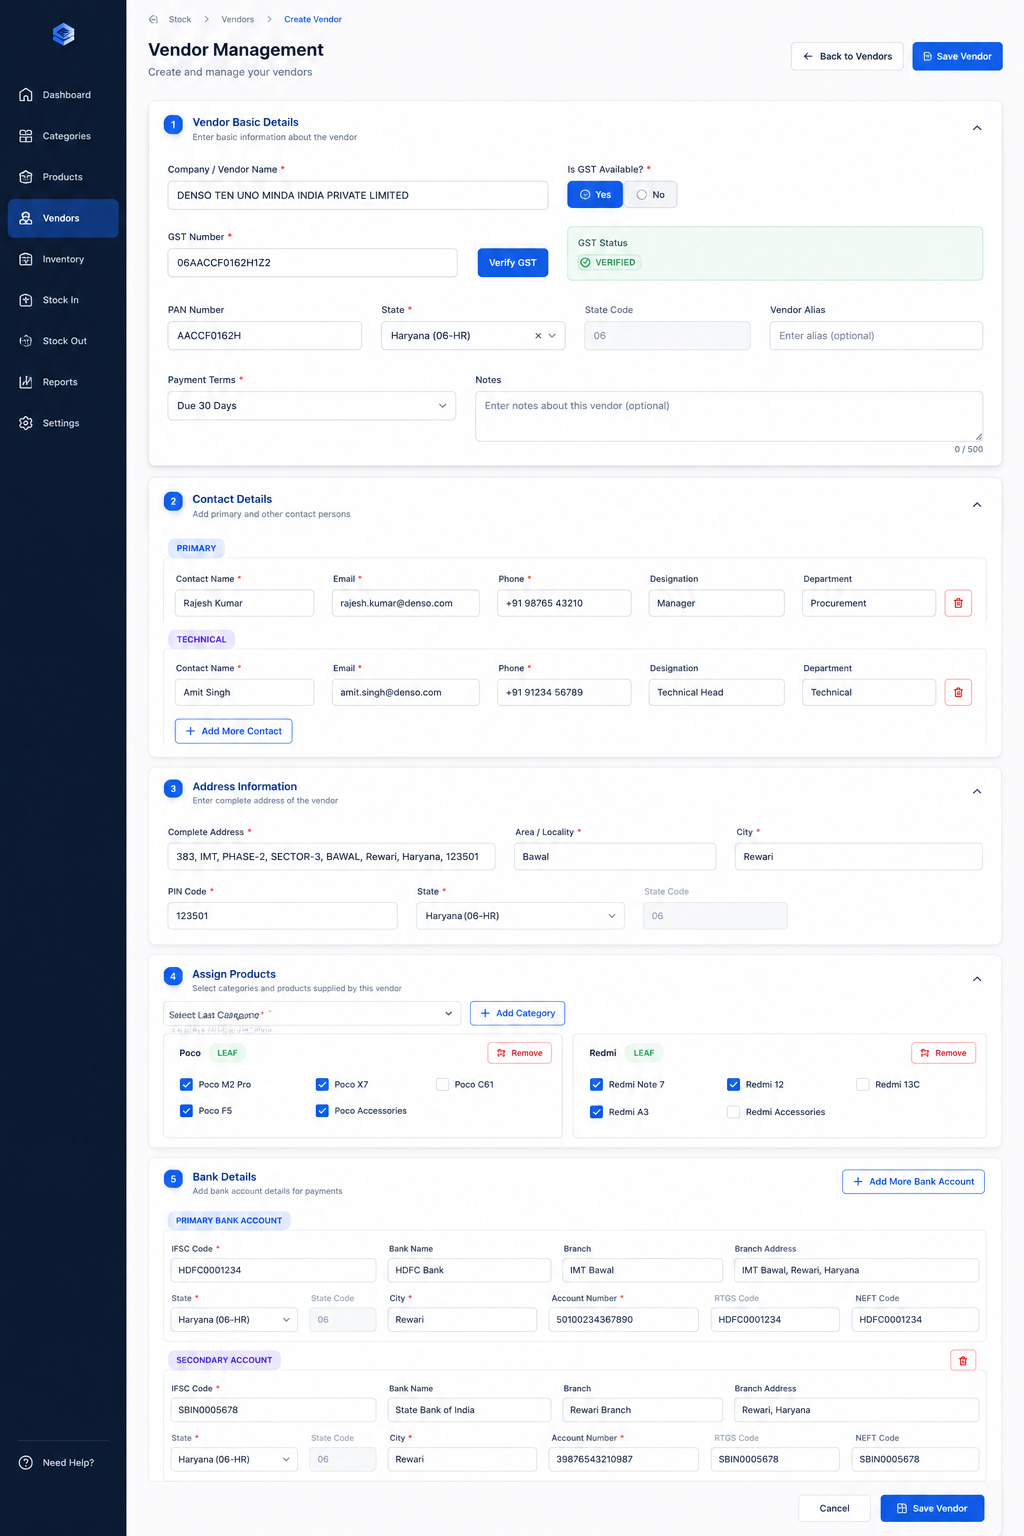 Stock > Vendors > Create Vendor
Vendor Management
Create and manage your vendors
← Back to Vendors
Save Vendor
Dashboard
Categories
Products
Vendors
Inventory
Stock In
Stock Out
Reports
Settings
Need Help?
1 Vendor Basic Details
Enter basic information about the vendor
Company / Vendor Name *
DENSO TEN UNO MINDA INDIA PRIVATE LIMITED
Is GST Available? *
Yes No
GST Number *
06AACCF0162H1Z2
Verify GST
GST Status
VERIFIED
PAN Number State * State Code Vendor Alias
AACCF0162H Haryana (06-HR) × 06 Enter alias (optional)
Payment Terms * Notes
Due 30 Days Enter notes about this vendor (optional)
0 / 500
2 Contact Details
Add primary and other contact persons
PRIMARY
Contact Name * Email * Phone * Designation Department
Rajesh Kumar rajesh.kumar@denso.com +91 98765 43210 Manager Procurement
TECHNICAL
Contact Name * Email * Phone * Designation Department
Amit Singh amit.singh@denso.com +91 91234 56789 Technical Head Technical
+ Add More Contact
3 Address Information
Enter complete address of the vendor
Complete Address * Area / Locality * City *
383, IMT, PHASE-2, SECTOR-3, BAWAL, Rewari, Haryana, 123501 Bawal Rewari
PIN Code * State * State Code
123501 Haryana (06-HR) 06
4 Assign Products
Select categories and products supplied by this vendor
Select Last *
+ Add Category
Poco LEAF Remove
Poco M2 Pro Poco X7 Poco C61
Poco F5 Poco Accessories
Redmi LEAF Remove
Redmi Note 7 Redmi 12 Redmi 13C
Redmi A3 Redmi Accessories
5 Bank Details
Add bank account details for payments
+ Add More Bank Account
PRIMARY BANK ACCOUNT
IFSC Code * Bank Name Branch Branch Address
HDFC0001234 HDFC Bank IMT Bawal IMT Bawal, Rewari, Haryana
State * State Code City * Account Number * RTGS Code NEFT Code
Haryana (06-HR) 06 Rewari 50100234367890 HDFC0001234 HDFC0001234
SECONDARY ACCOUNT
IFSC Code * Bank Name Branch Branch Address
SBIN0005678 State Bank of India Rewari Branch Rewari, Haryana
State * State Code City * Account Number * RTGS Code NEFT Code
Haryana (06-HR) 06 Rewari 39876543210987 SBIN0005678 SBIN0005678
Cancel
Save Vendor